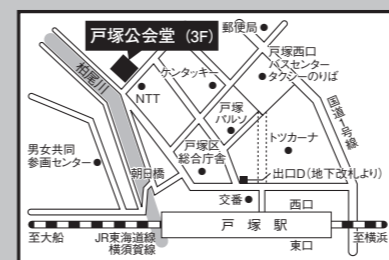 戸塚公会堂（3F）
郵便局
戸塚西口
バスセンター
タクシーのりば
柏尾川
ケンタッキー
NTT
戸塚
パルソ
国道1号線
トツカーナ
男女共同
参画センター
戸塚区
総合庁舎
朝日橋
出口D（地下改札より）
交番
西口
戸塚駅
東口
至大船
JR東海道線
横須賀線
至横浜